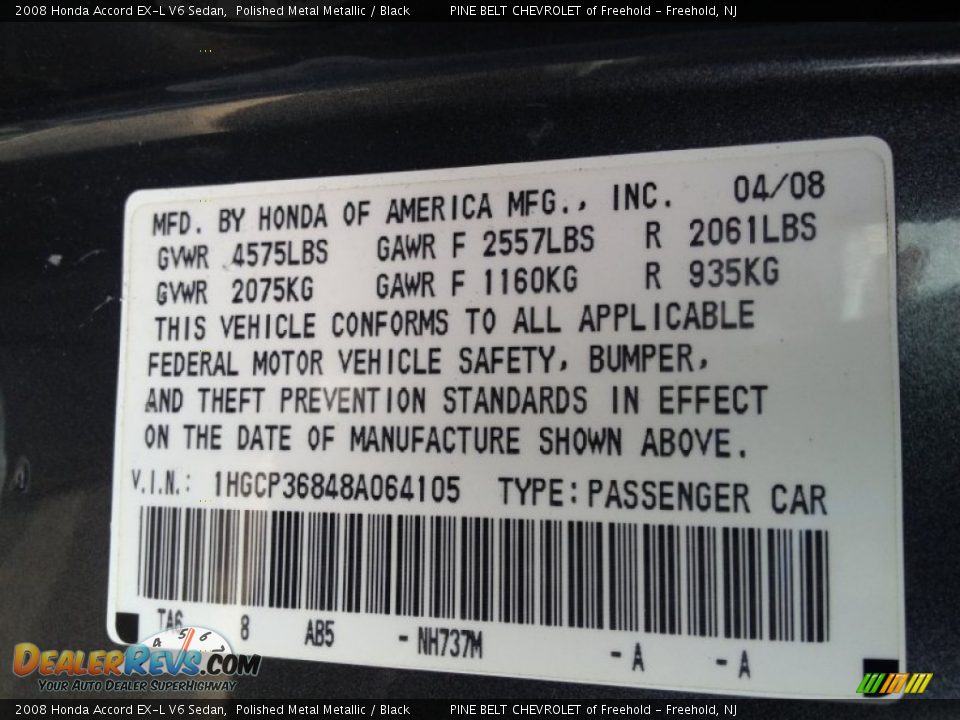 2008 Honda Accord EX-L V6 Sedan, Polished Metal Metallic / Black PINE BELT CHEVROLET of Freehold - Freehold, NJ
MFD. BY HONDA OF AMERICA MFG., INC. 04/08
GVWR 4575LBS GAWR F 2557LBS R 2061LBS
GVWR 2075KG GAWR F 1160KG R 935KG
THIS VEHICLE CONFORMS TO ALL APPLICABLE
FEDERAL MOTOR VEHICLE SAFETY, BUMPER,
AND THEFT PREVENTION STANDARDS IN EFFECT
ON THE DATE OF MANUFACTURE SHOWN ABOVE.
V.I.N.: 1HGCP36848A064105 TYPE: PASSENGER CAR
TA6 8 AB5 - NH737M - A - A
4 5 6 7
DEALERREVS.COM
YOUR AUTO DEALER SUPERHIGHWAY
2008 Honda Accord EX-L V6 Sedan, Polished Metal Metallic / Black PINE BELT CHEVROLET of Freehold - Freehold, NJ